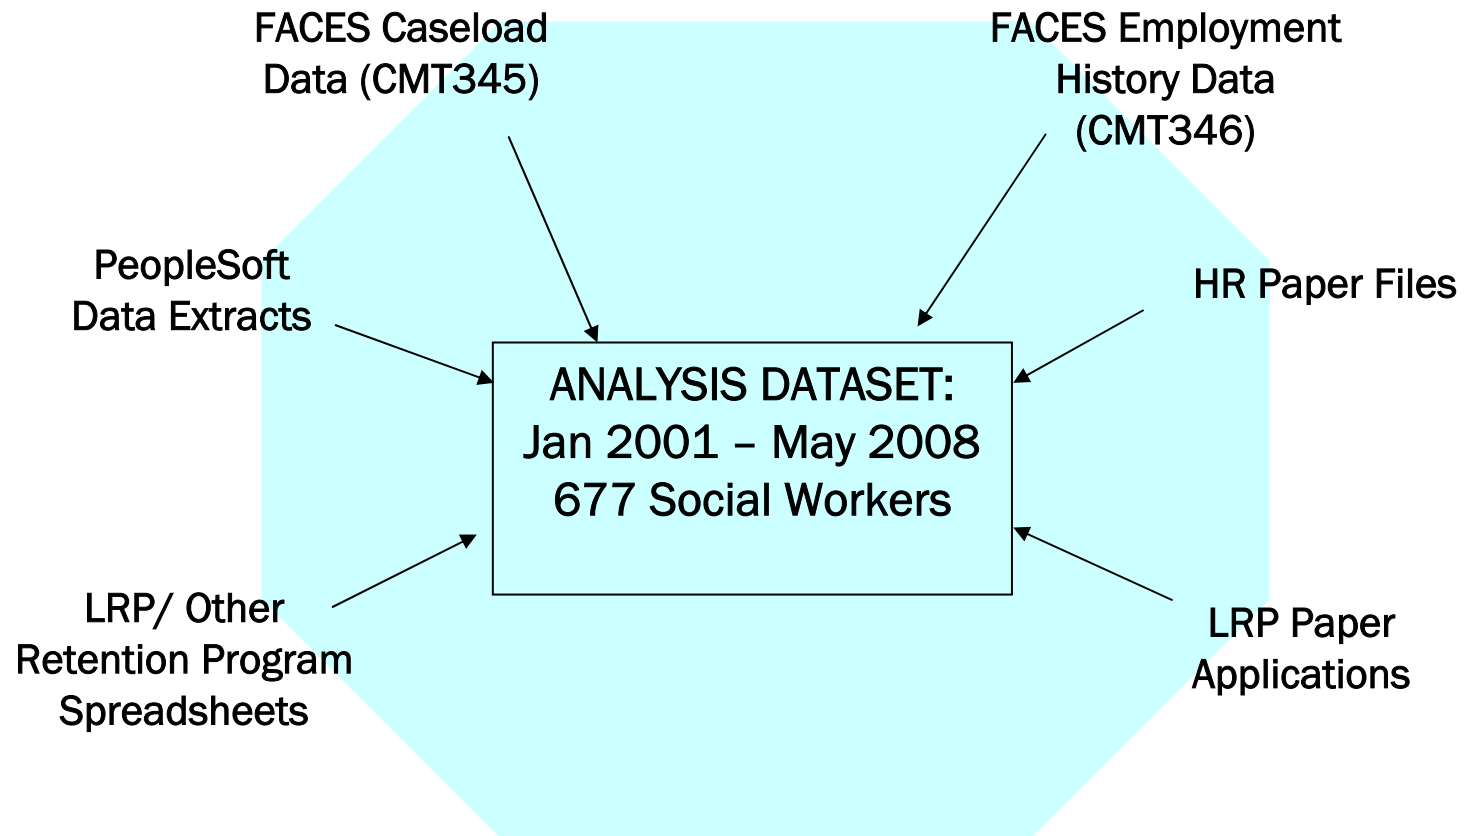 FACES Caseload
Data (CMT345)
FACES Employment
History Data
(CMT346)
PeopleSoft
Data Extracts
HR Paper Files
ANALYSIS DATASET:
Jan 2001 – May 2008
677 Social Workers
LRP/ Other
Retention Program
Spreadsheets
LRP Paper
Applications